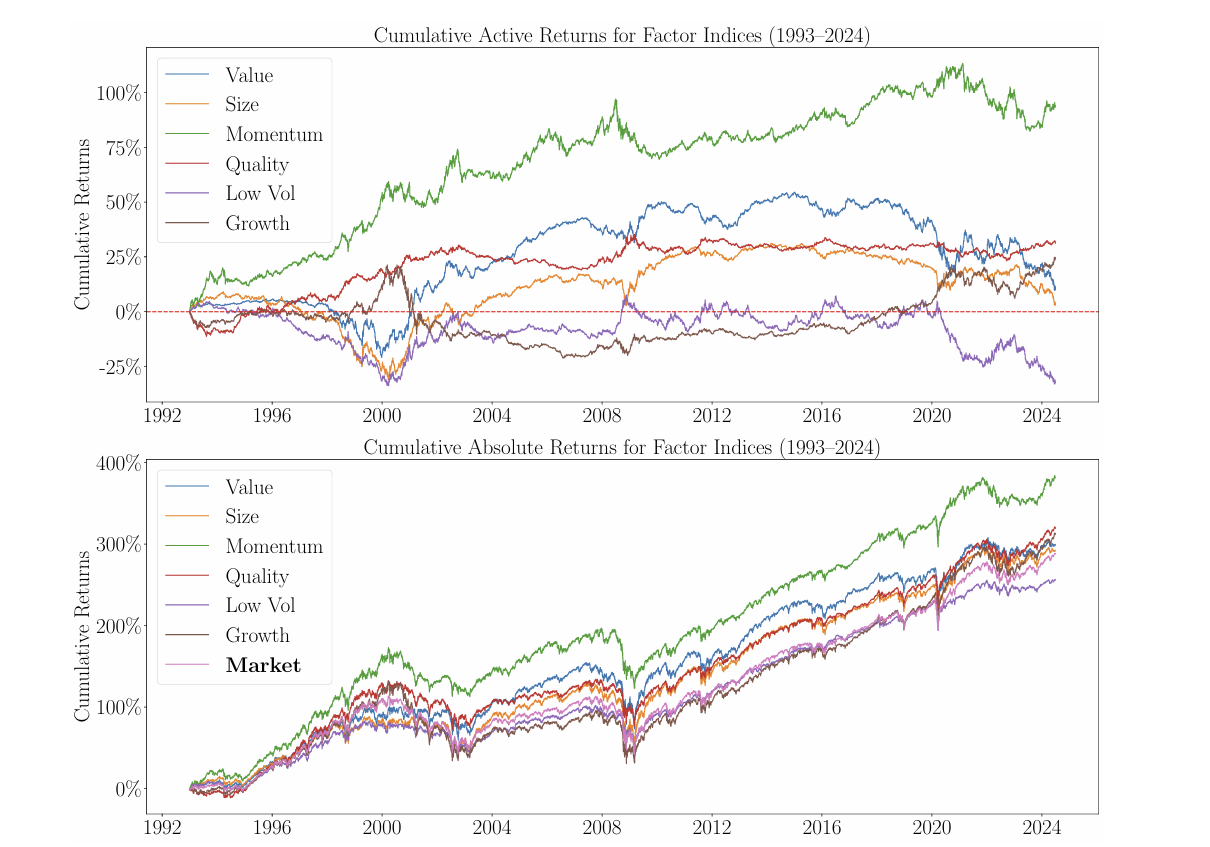 Cumulative Active Returns for Factor Indices (1993–2024)
Cumulative Returns
100%
75%
50%
25%
0%
-25%
Value
Size
Momentum
Quality
Low Vol
Growth
1992 1996 2000 2004 2008 2012 2016 2020 2024
Cumulative Absolute Returns for Factor Indices (1993–2024)
Cumulative Returns
400%
300%
200%
100%
0%
Value
Size
Momentum
Quality
Low Vol
Growth
Market
1992 1996 2000 2004 2008 2012 2016 2020 2024